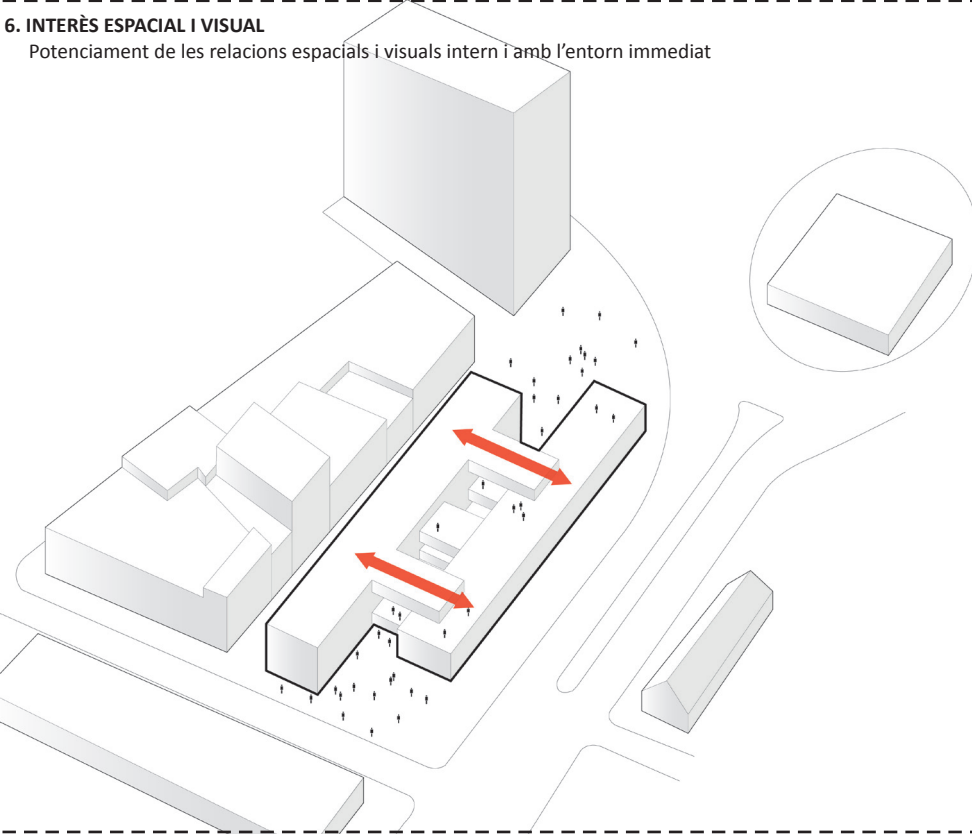 6. INTERÈS ESPACIAL I VISUAL
Potenciament de les relacions espacials i visuals intern i amb l'entorn immediat